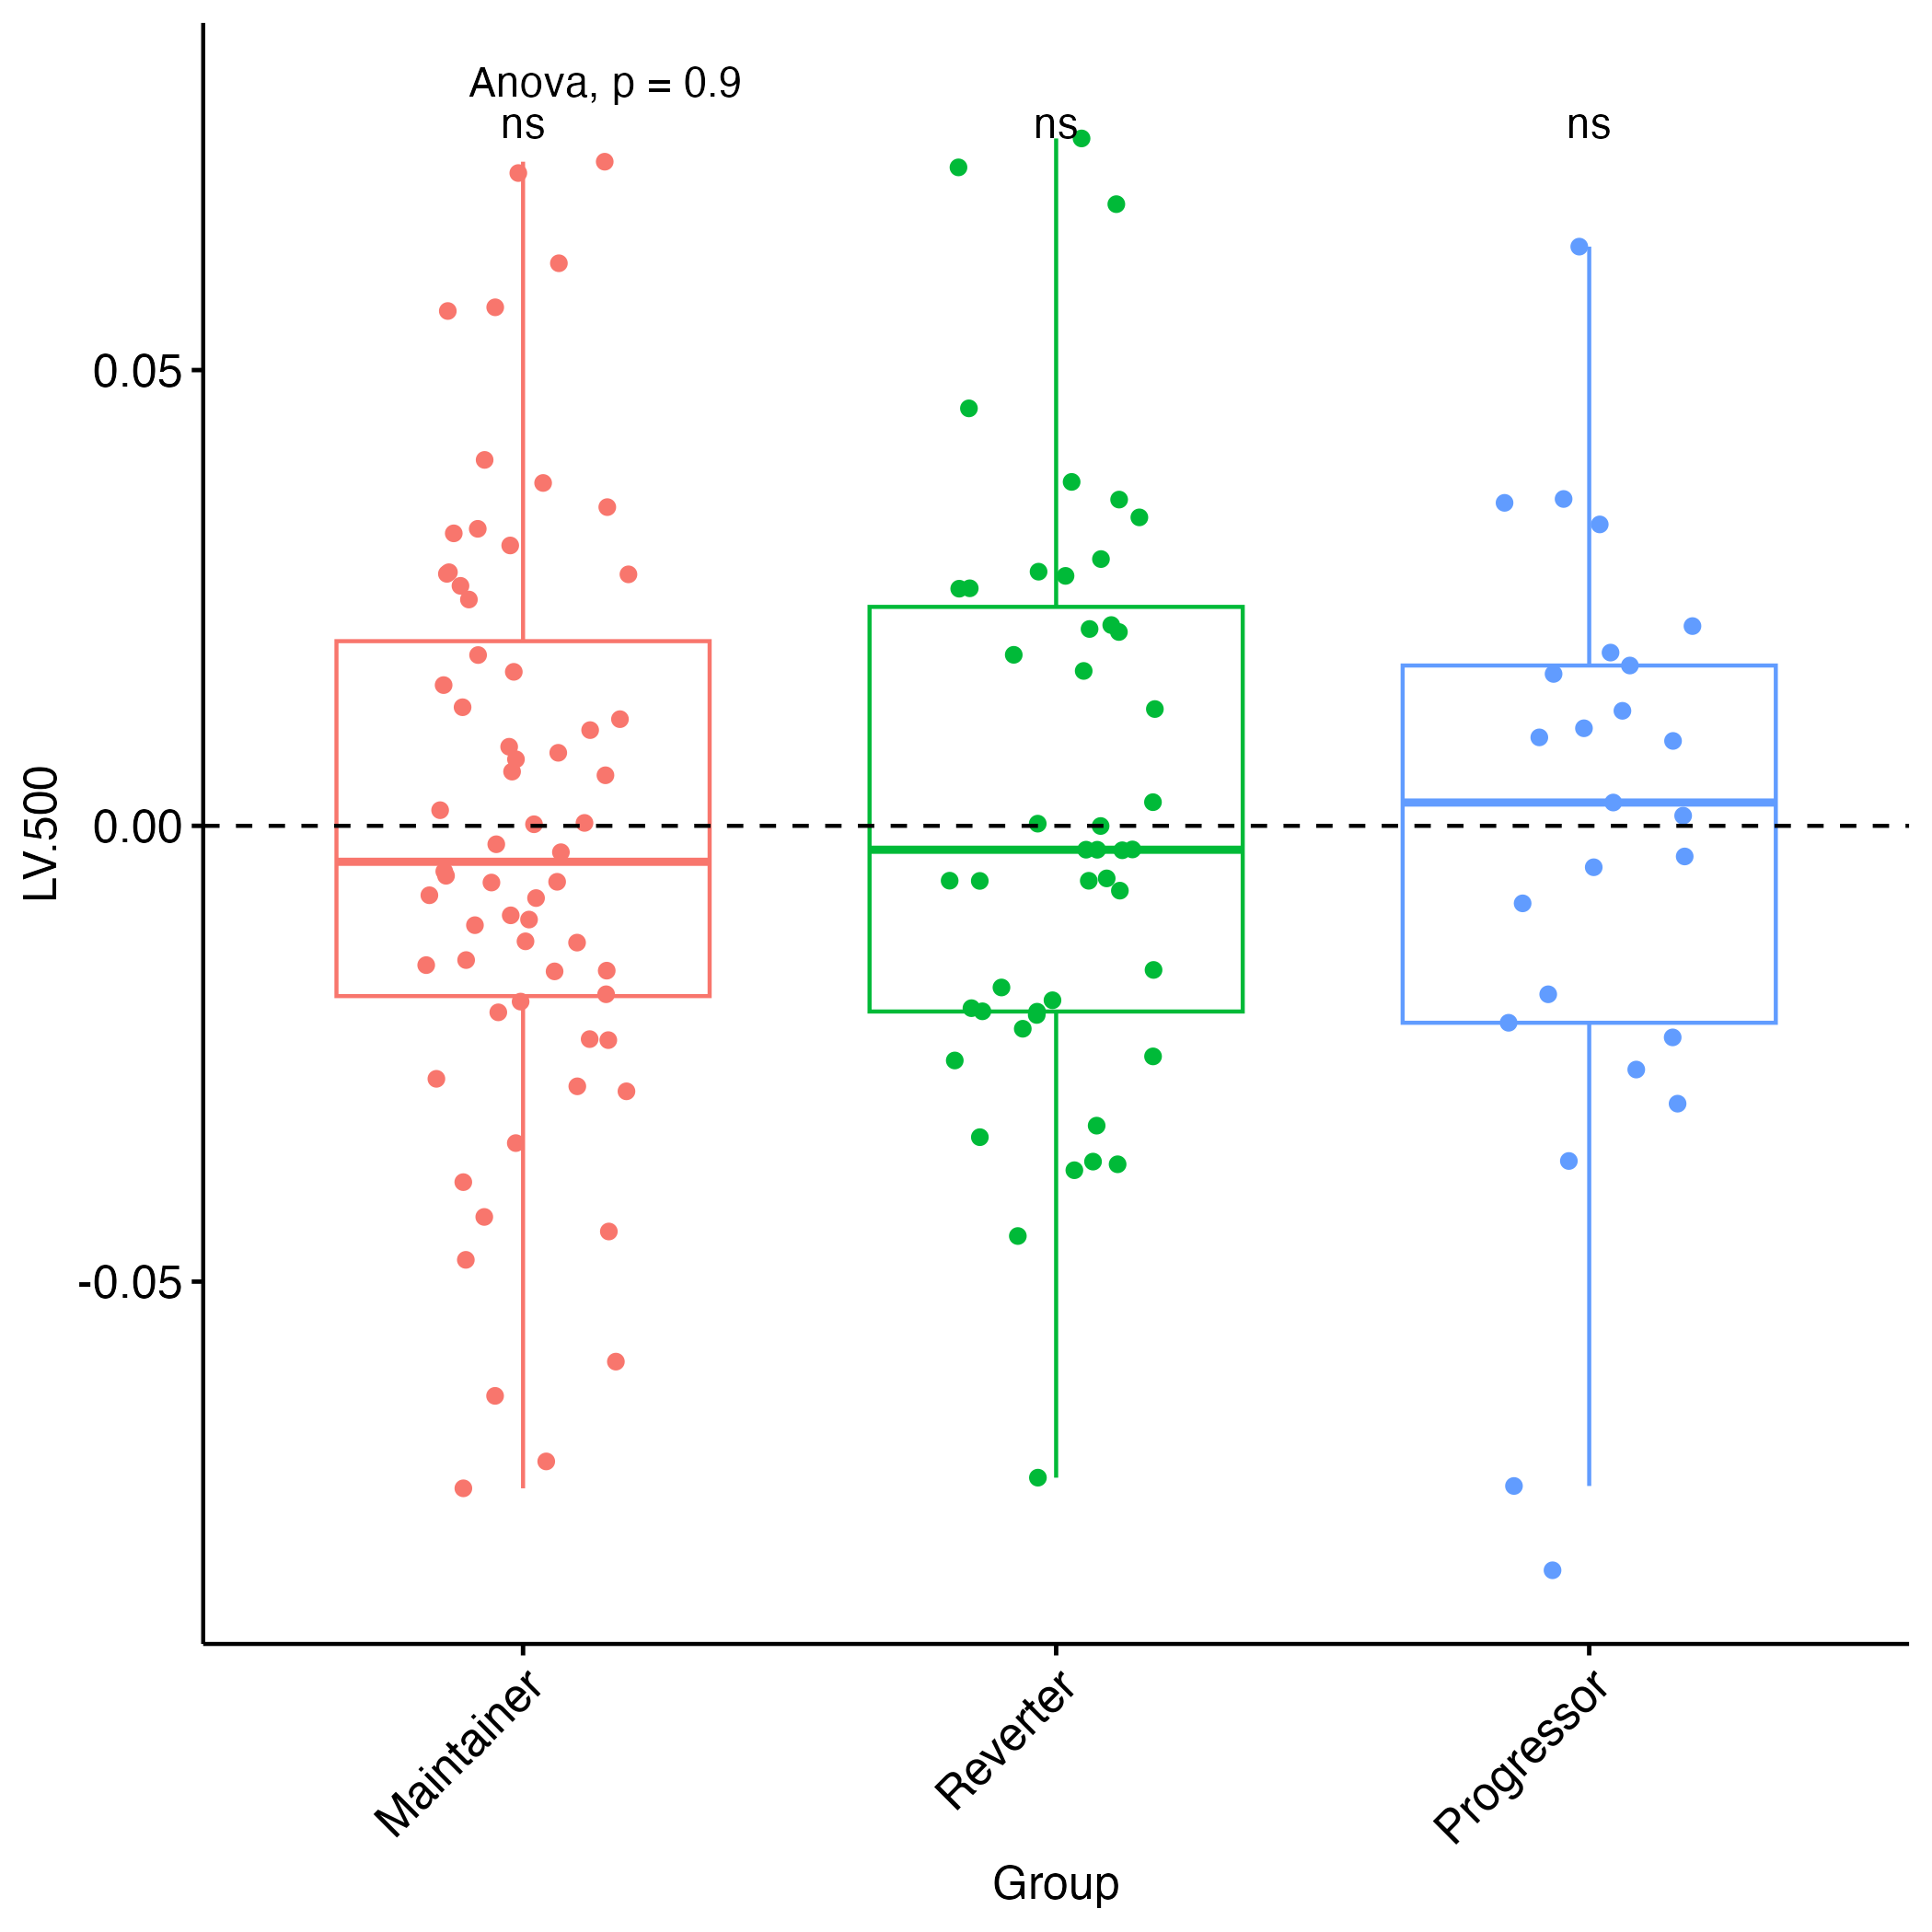 Anova, p = 0.9
ns ns ns
0.05
0.00
-0.05
LV.500
Maintainer
Reverter
Progressor
Group